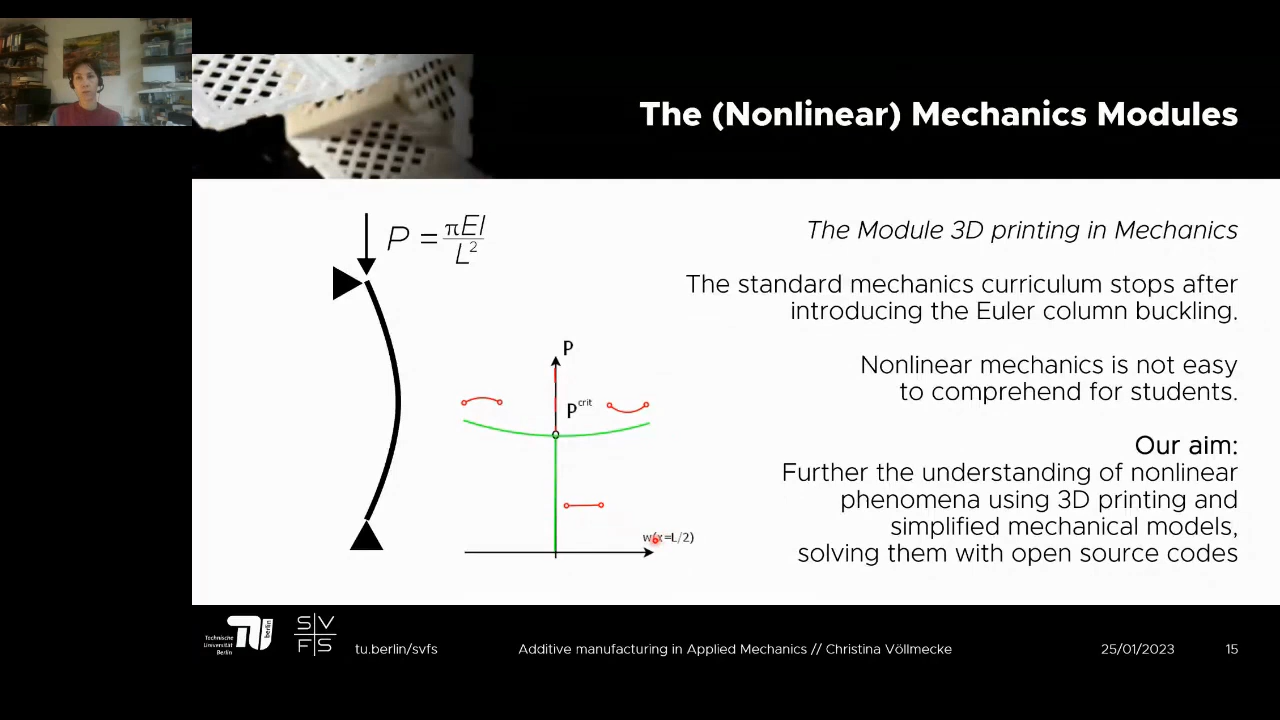 The (Nonlinear) Mechanics Modules
P = πEI / L²
The Module 3D printing in Mechanics
The standard mechanics curriculum stops after
introducing the Euler column buckling.
Nonlinear mechanics is not easy
to comprehend for students.
Our aim:
Further the understanding of nonlinear
phenomena using 3D printing and
simplified mechanical models,
solving them with open source codes
P
P^crit
w(x=L/2)
Technische
Universität
Berlin
berlin
S V
F S
tu.berlin/svfs
Additive manufacturing in Applied Mechanics // Christina Völlmecke
25/01/2023
15